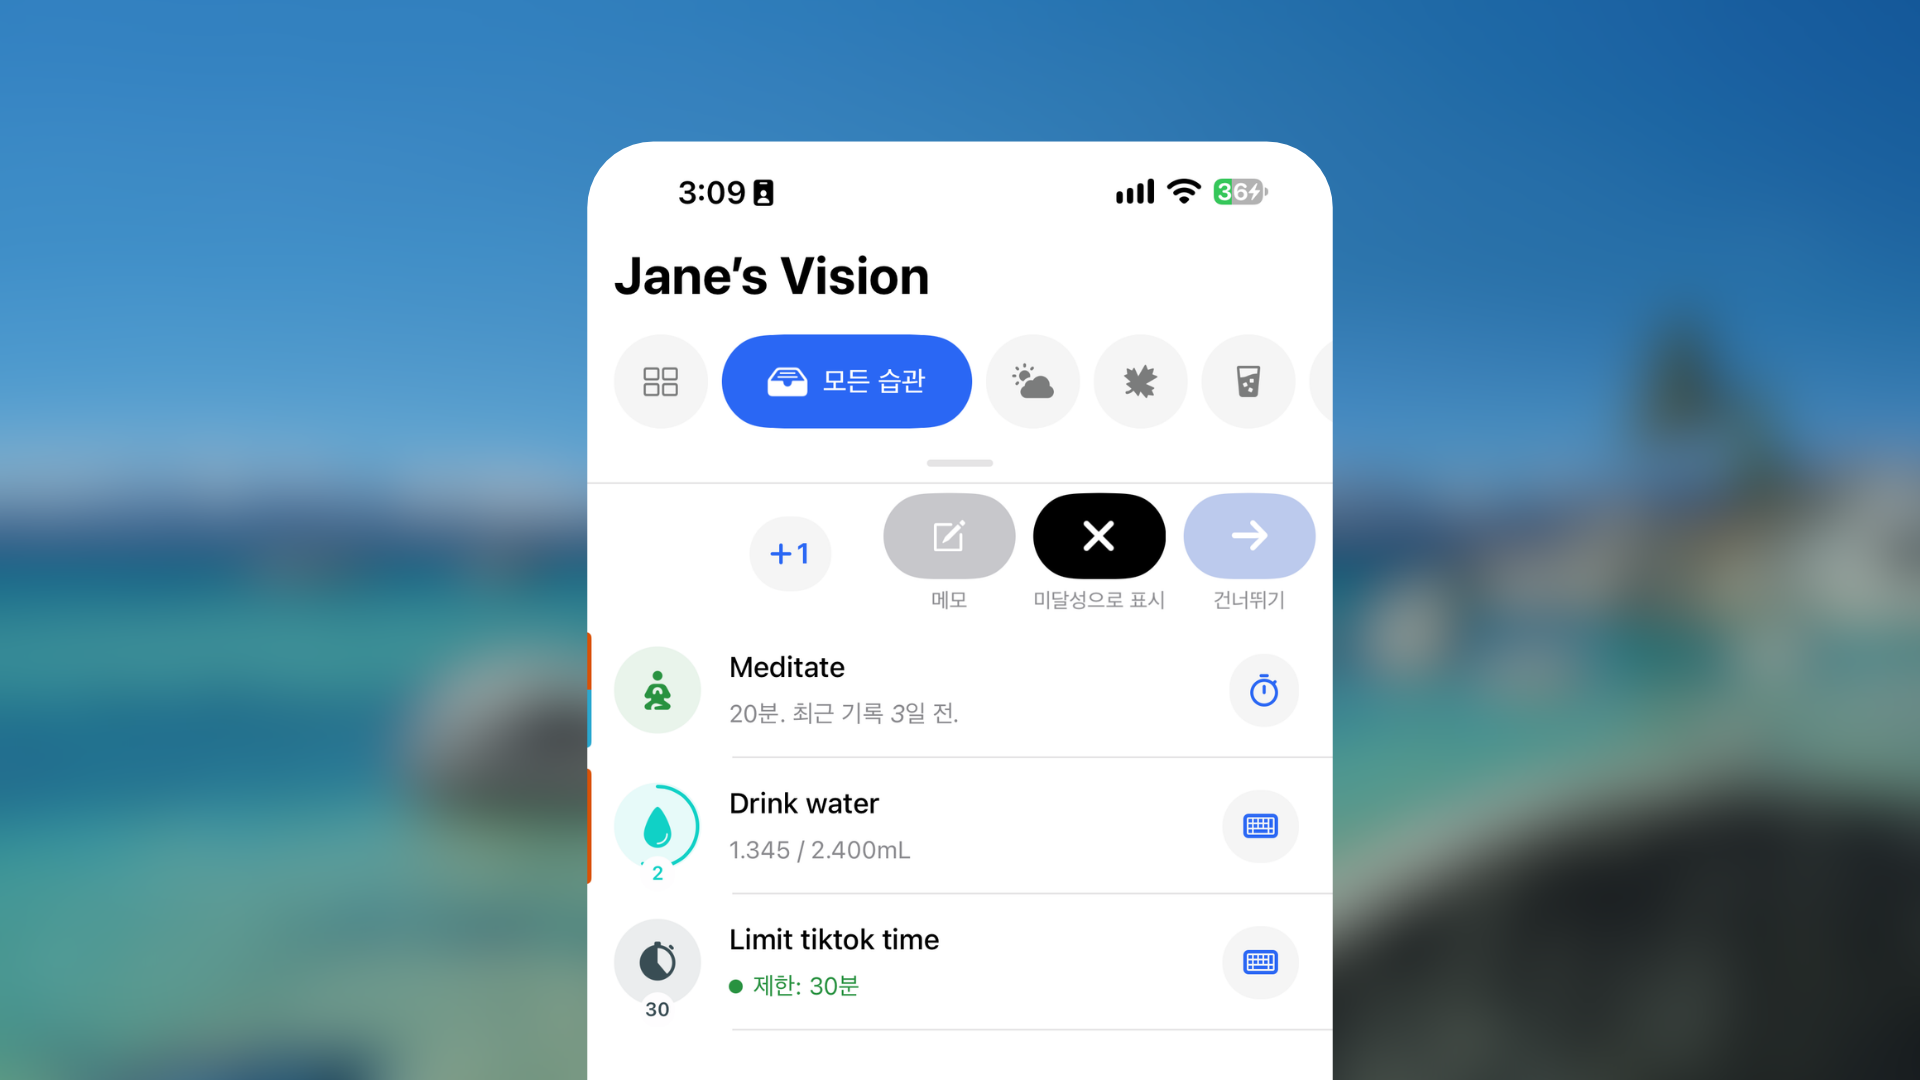 3:09
36
Jane's Vision
모든 습관
+1
메모
미달성으로 표시
건너뛰기
Meditate
20분. 최근 기록 3일 전.
Drink water
1.345 / 2.400mL
2
Limit tiktok time
제한: 30분
30